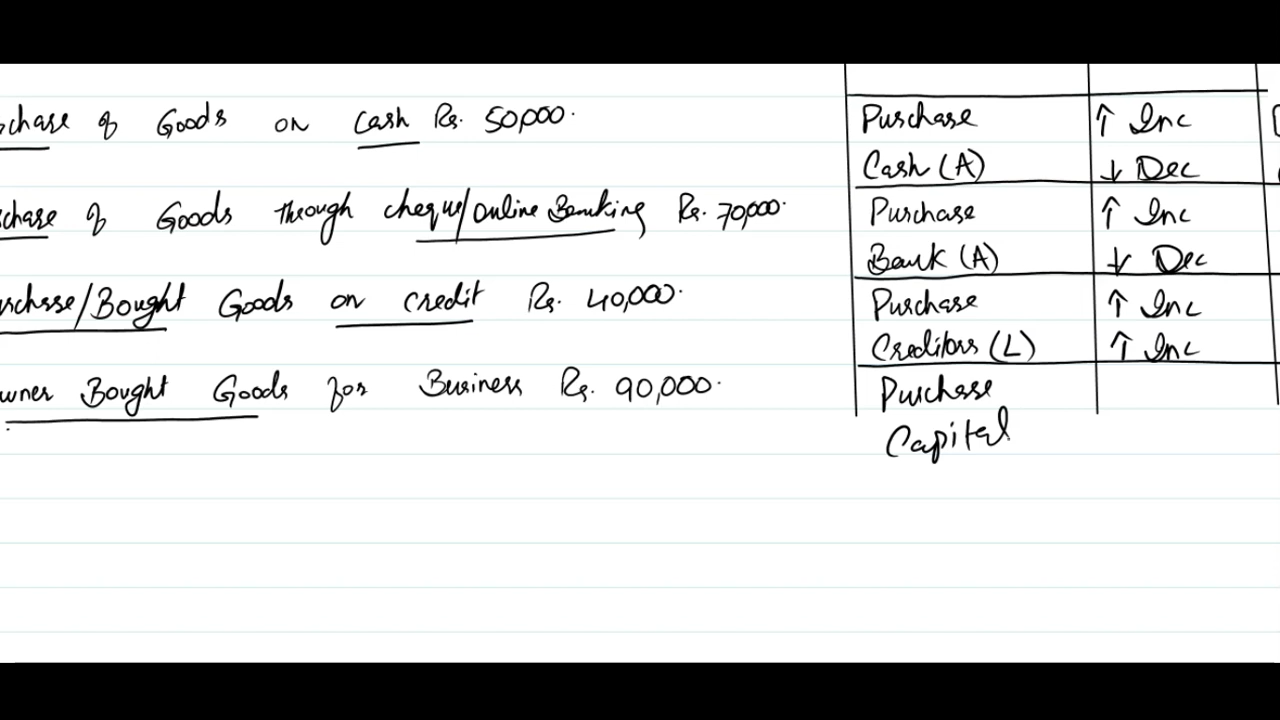 chase of Goods on Cash Rs. 50,000.
Purchase ↑ Inc
Cash (A) ↓ Dec
chase of Goods through cheque/Online Banking Rs. 70,000.
Purchase ↑ Inc
Bank (A) ↓ Dec
rchase/Bought Goods on credit Rs. 40,000.
Purchase ↑ Inc
Creditors (L) ↑ Inc
wner Bought Goods for Business Rs. 90,000.
Purchase
Capital